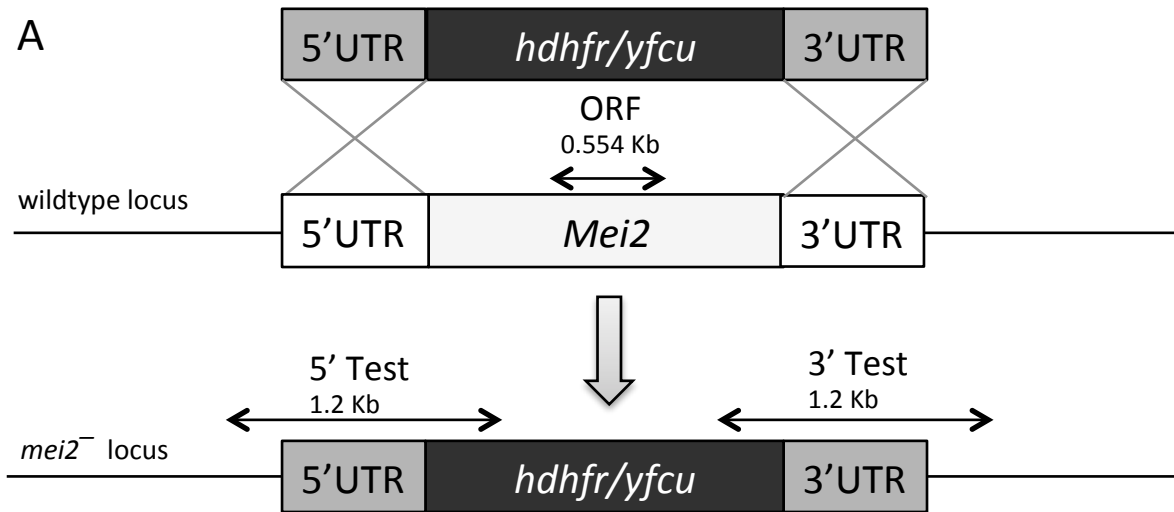 A
5’UTR hdhfr/yfcu 3’UTR
ORF
0.554 Kb
wildtype locus
5’UTR Mei2 3’UTR
5’ Test 3’ Test
1.2 Kb 1.2 Kb
mei2⁻ locus
5’UTR hdhfr/yfcu 3’UTR